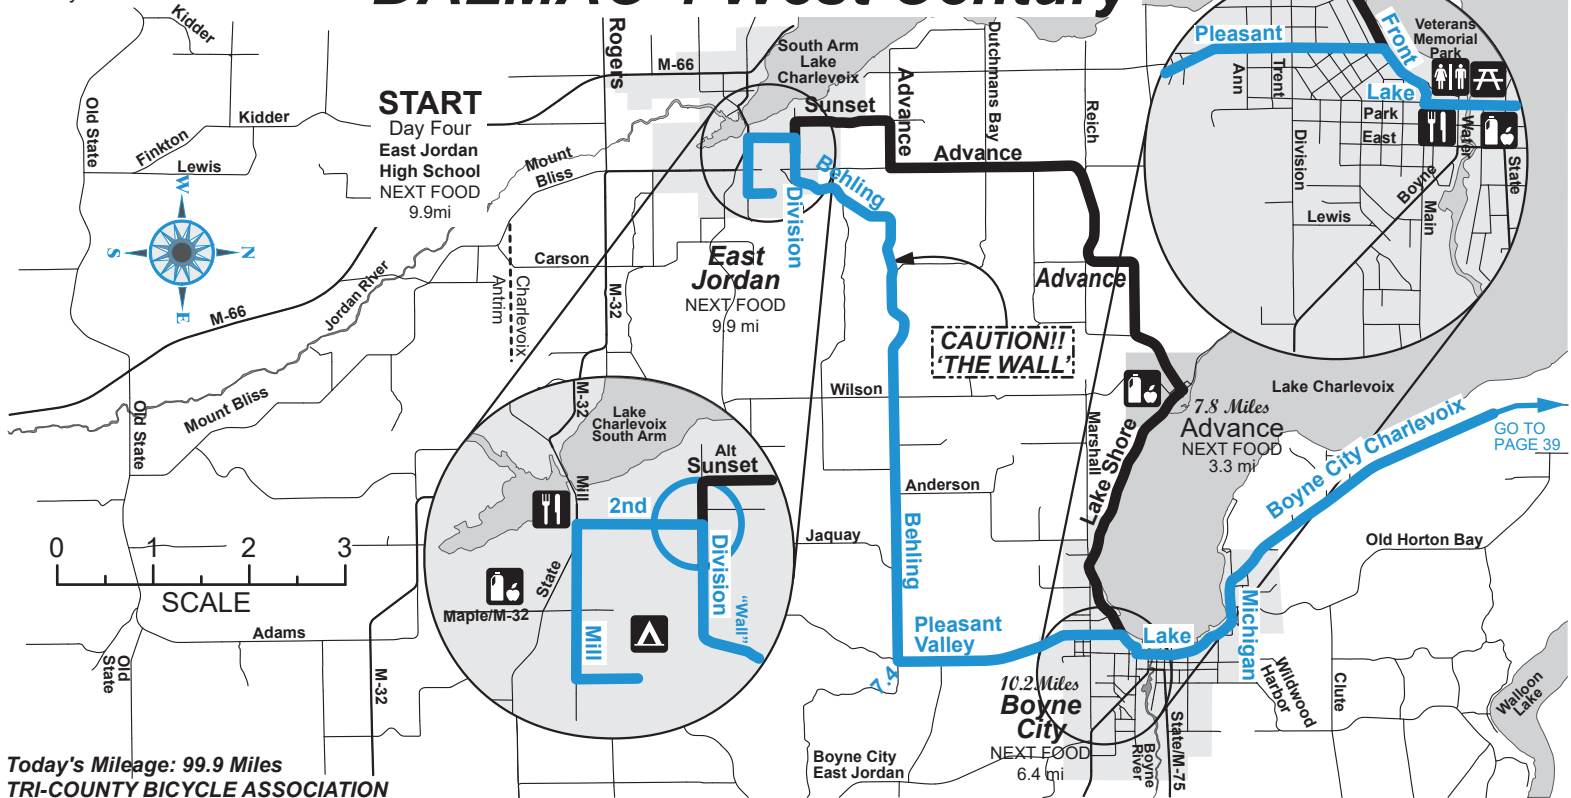 DALMAC 4 West Century
Kidder
Rogers
M-66
South Arm
Lake
Charlevoix
Dutchmans Bay
Advance
Sunset
Reich
Pleasant
Front
Veterans
Memorial
Park
Ann
Trent
Lake
Park
East
Water
Division
Boyne
Main
State
Lewis
START
Day Four
East Jordan
High School
NEXT FOOD
9.9mi
Old State
Finkton
Kidder
Lewis
Mount
Bliss
Advance
Behling
Division
W
S
N
E
Carson
East
Jordan
NEXT FOOD
9.9 mi
Advance
Antrim
Charlevoix
M-32
Jordan River
M-66
CAUTION!!
‘THE WALL’
Lake Charlevoix
Wilson
7.8 Miles
Advance
NEXT FOOD
3.3 mi
Marshall
Lake Shore
Boyne City Charlevoix
GO TO
PAGE 39
Old State
Mount Bliss
M-32
Lake
Charlevoix
South Arm
Alt
Sunset
Mill
2nd
Division
"Wall"
State
Maple/M-32
Mill
Anderson
Jaquay
Behling
Old Horton Bay
0 1 2 3
SCALE
Adams
Old
State
M-32
Pleasant
Valley
7.4
Lake
Michigan
Wildwood
Harbor
Clute
Walloon
Lake
10.2Miles
Boyne
City
NEXT FOOD
6.4 mi
State/M-75
Boyne
River
Boyne City
East Jordan
Today's Mileage: 99.9 Miles
TRI-COUNTY BICYCLE ASSOCIATION